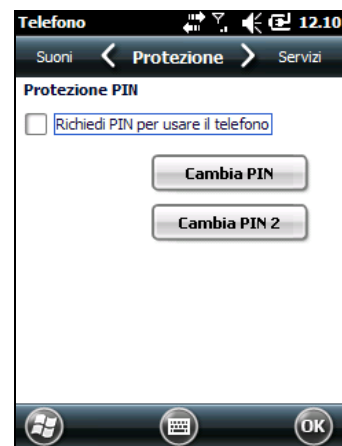 Telefono 12.10
Suoni Protezione Servizi
Protezione PIN
Richiedi PIN per usare il telefono
Cambia PIN
Cambia PIN 2
OK